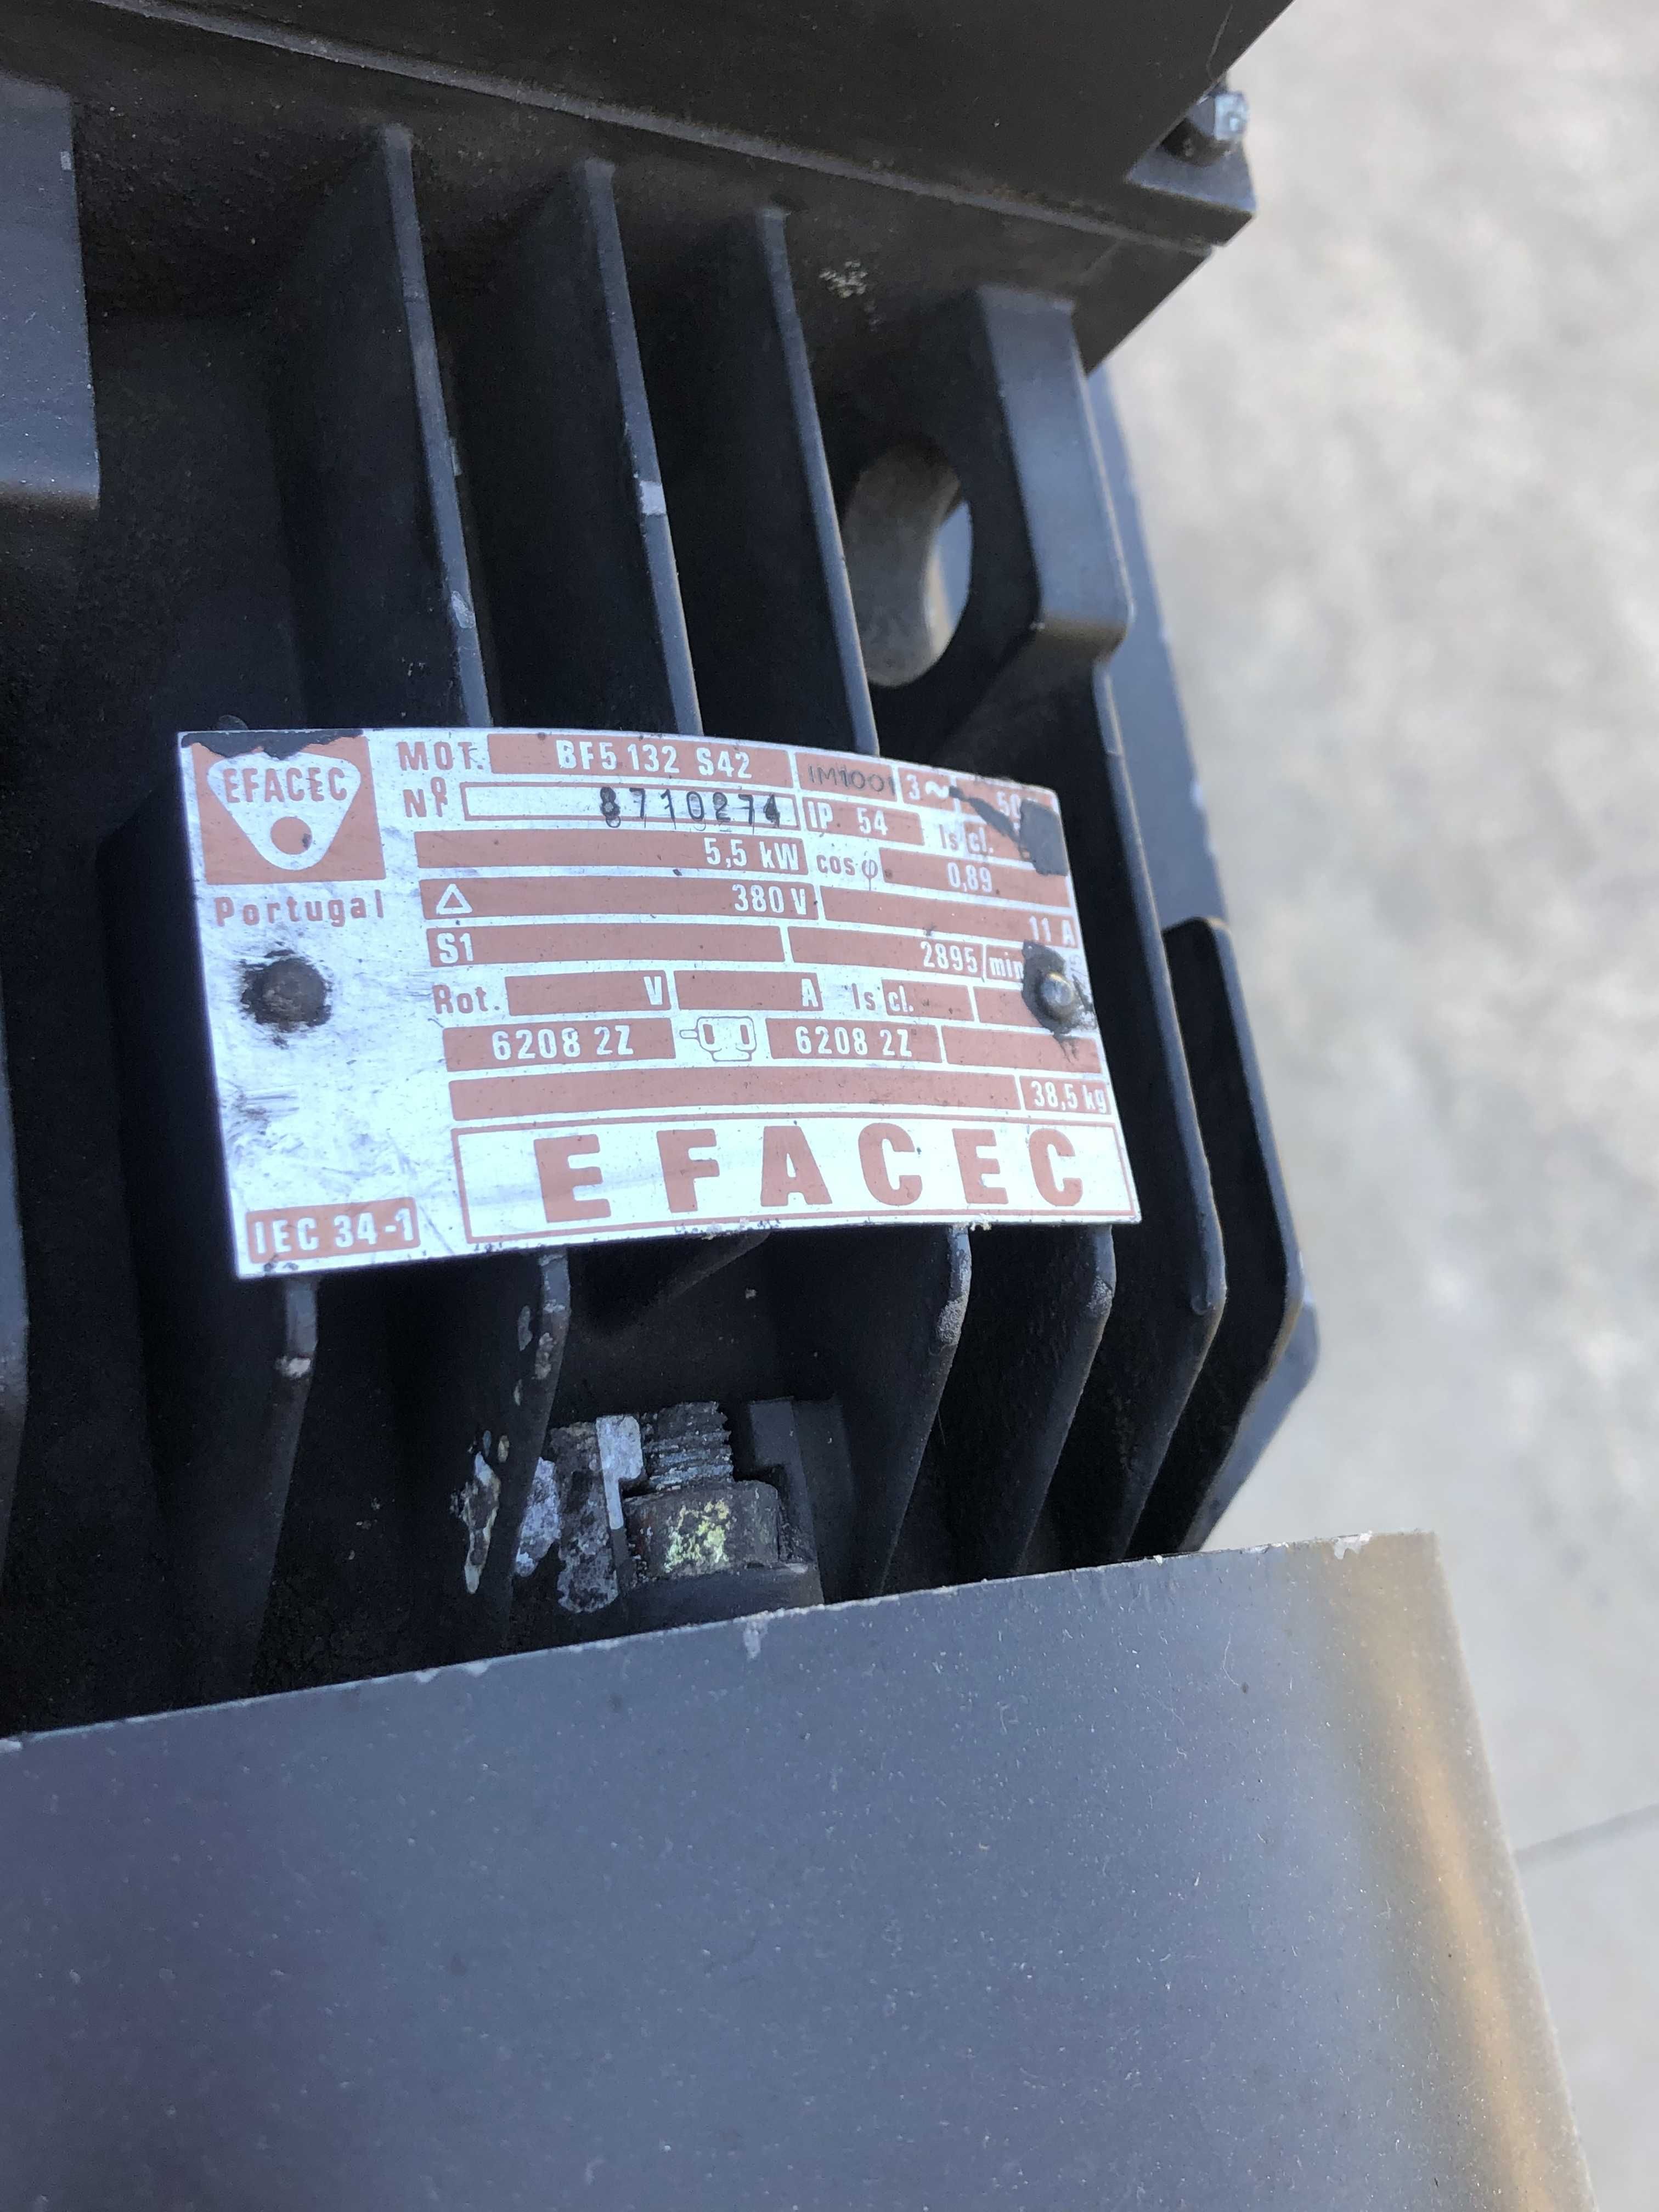 EFACEC
Portugal
MOT. BF5 132 S42 IM1001 3~ 50
Nº 8710274 IP 54 Is cl.
5,5 kW cosφ 0,89
△ 380 V 11 A
S1 2895/min
Rot. V A Is cl.
6208 2Z 6208 2Z
38,5 kg
EFACEC
IEC 34-1